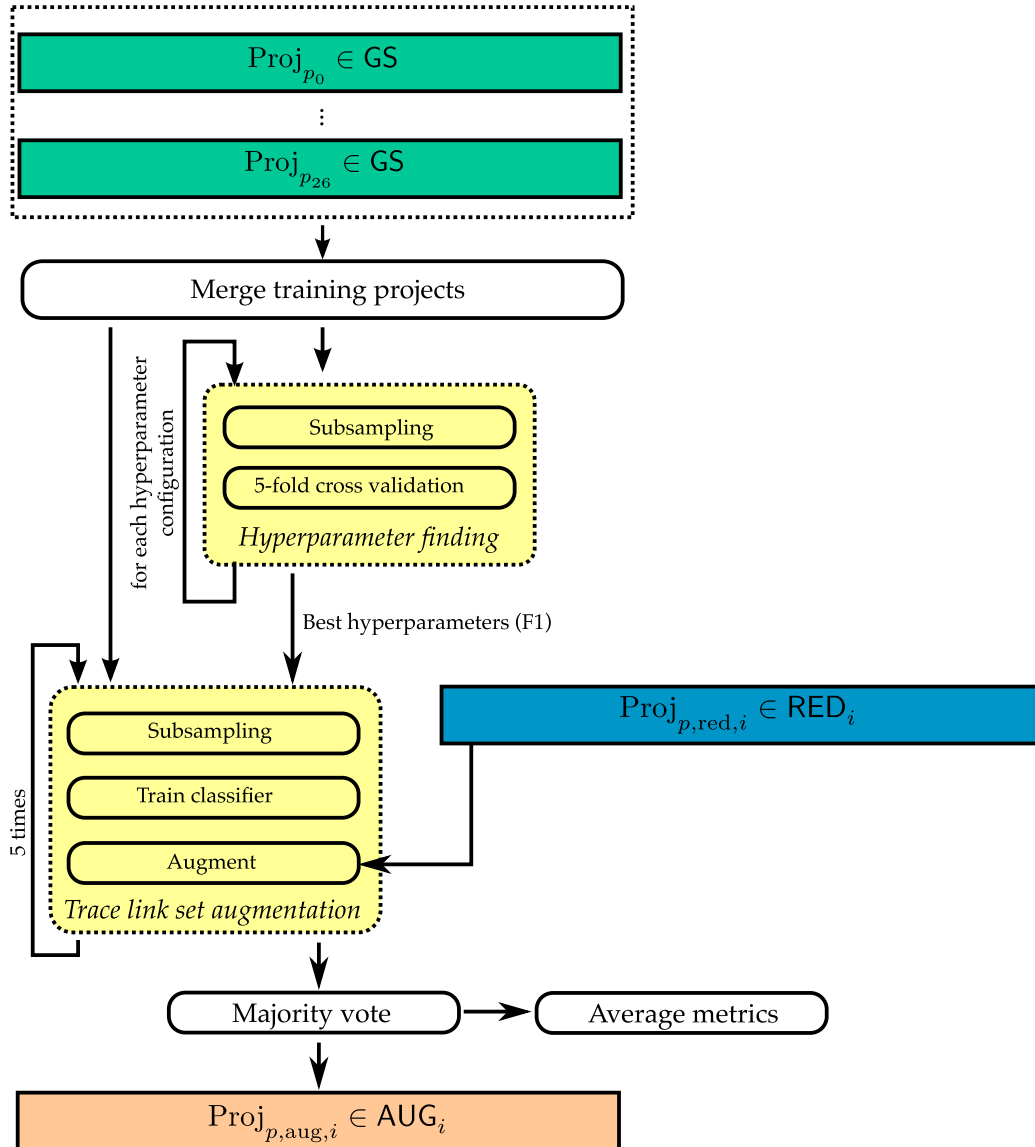 Proj_{p_0} ∈ GS
⋮
Proj_{p_{26}} ∈ GS
Merge training projects
for each hyperparameter
configuration
Subsampling
5-fold cross validation
Hyperparameter finding
Best hyperparameters (F1)
5 times
Subsampling
Train classifier
Augment
Trace link set augmentation
Proj_{p,red,i} ∈ RED_i
Majority vote
Average metrics
Proj_{p,aug,i} ∈ AUG_i